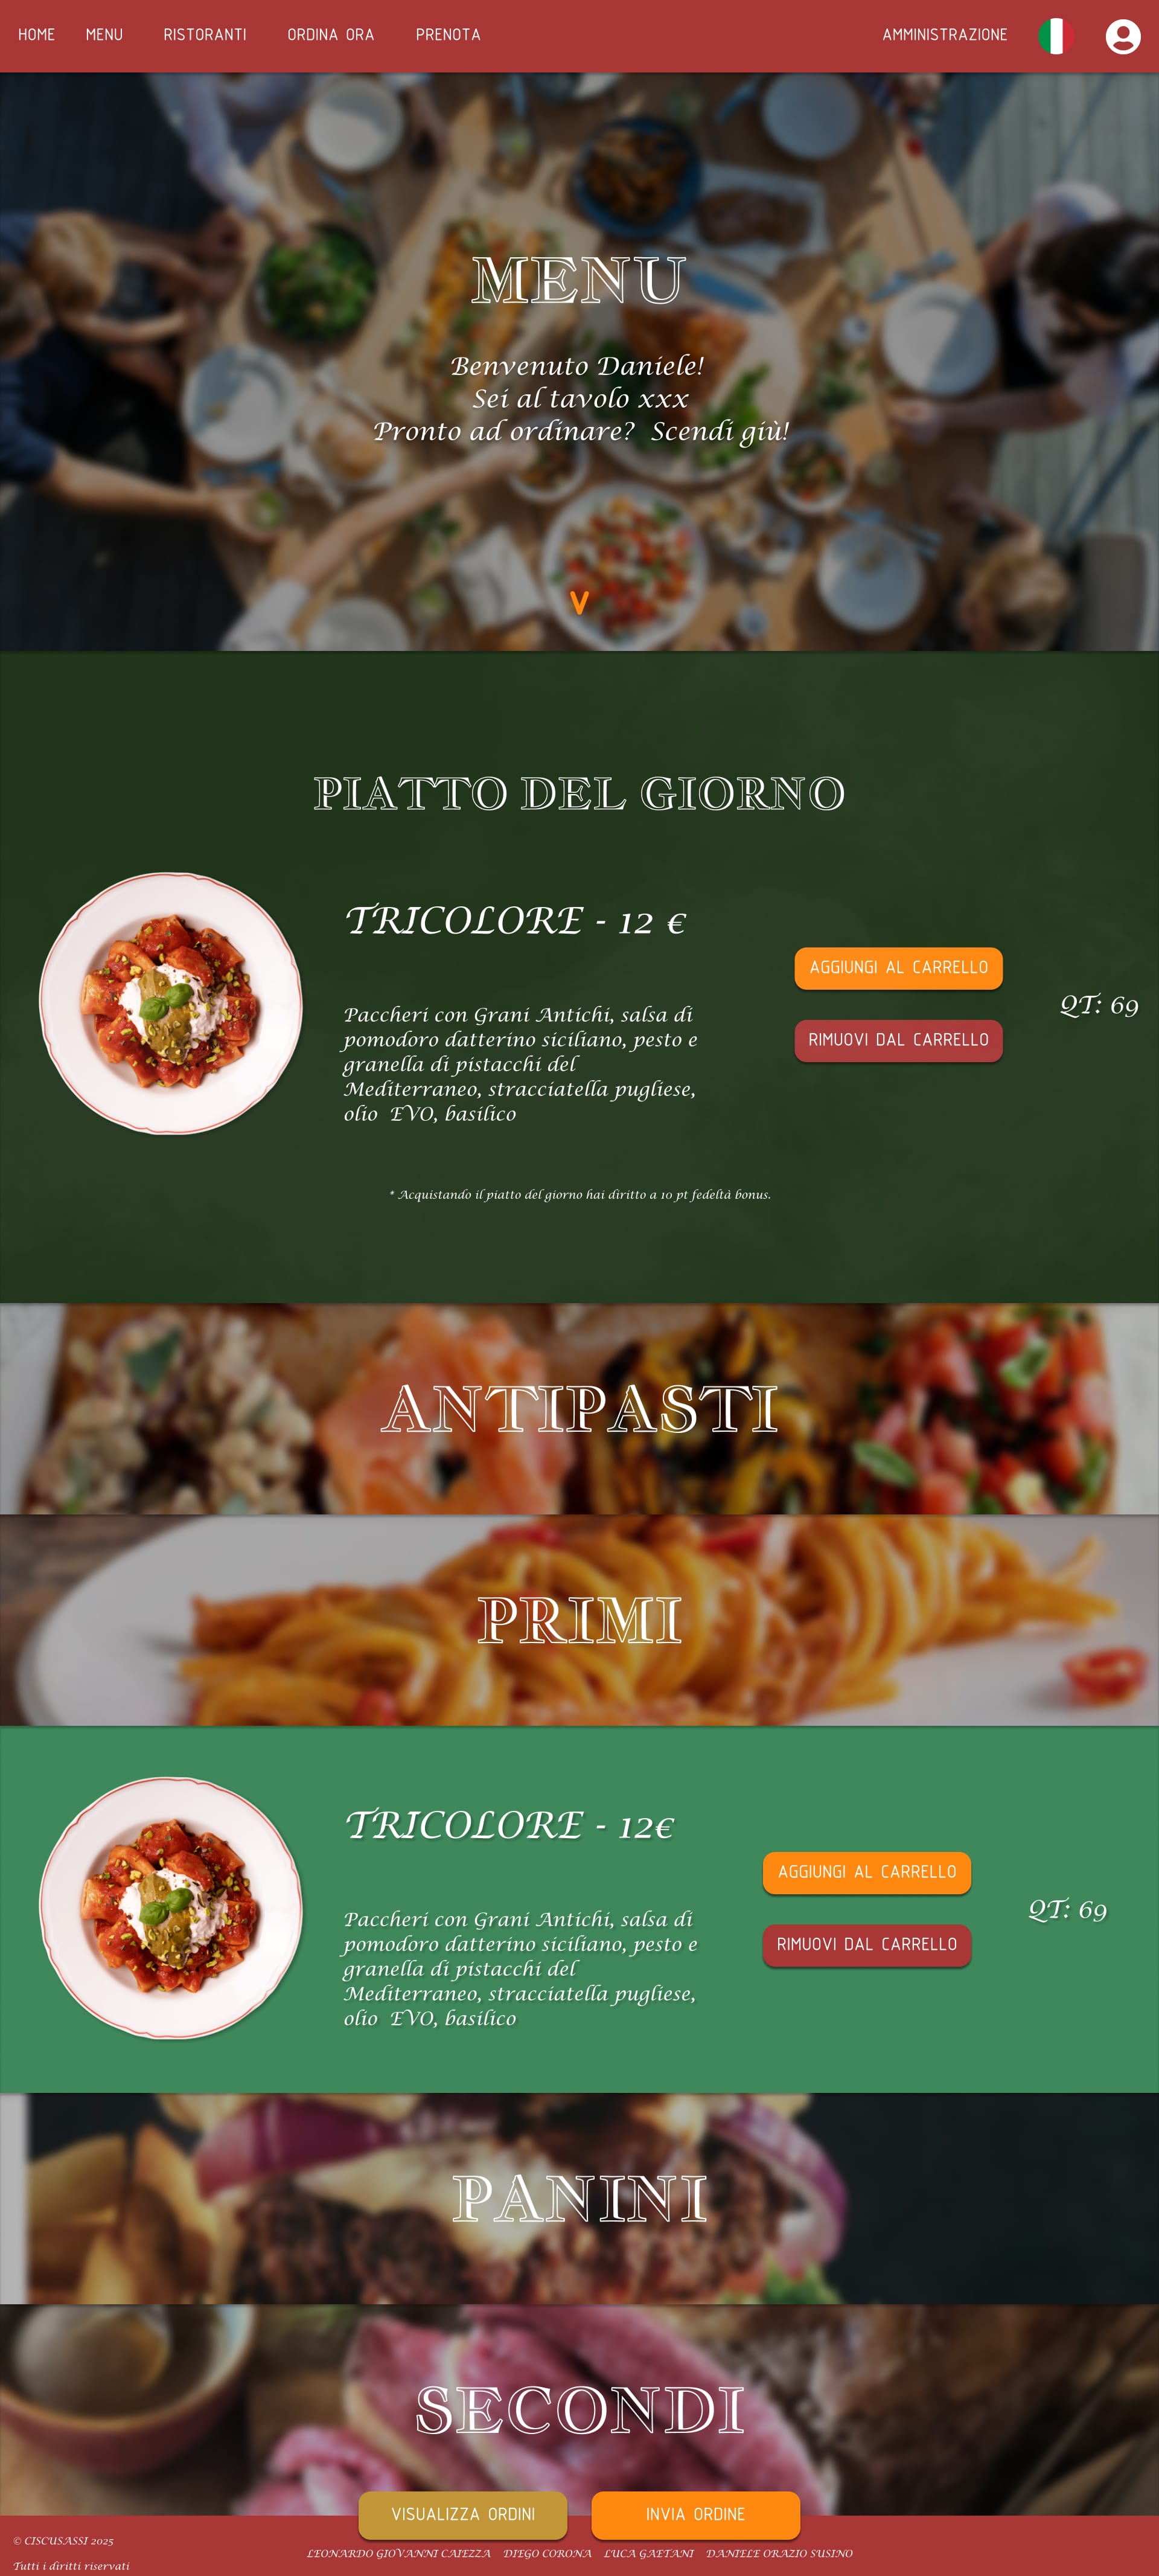 HOME MENU RISTORANTI ORDINA ORA PRENOTA AMMINISTRAZIONE
MENU
Benvenuto Daniele!
Sei al tavolo xxx
Pronto ad ordinare? Scendi giù!
V
PIATTO DEL GIORNO
TRICOLORE - 12 €
Paccheri con Grani Antichi, salsa di
pomodoro datterino siciliano, pesto e
granella di pistacchi del
Mediterraneo, stracciatella pugliese,
olio EVO, basilico
AGGIUNGI AL CARRELLO
RIMUOVI DAL CARRELLO
QT: 69
* Acquistando il piatto del giorno hai diritto a 10 pt fedeltà bonus.
ANTIPASTI
PRIMI
TRICOLORE - 12€
Paccheri con Grani Antichi, salsa di
pomodoro datterino siciliano, pesto e
granella di pistacchi del
Mediterraneo, stracciatella pugliese,
olio EVO, basilico
AGGIUNGI AL CARRELLO
RIMUOVI DAL CARRELLO
QT: 69
PANINI
SECONDI
VISUALIZZA ORDINI INVIA ORDINE
© CISCUSASSI 2025
LEONARDO GIOVANNI CAIEZZA DIEGO CORONA LUCA GAETANI DANIELE ORAZIO SUSINO
Tutti i diritti riservati